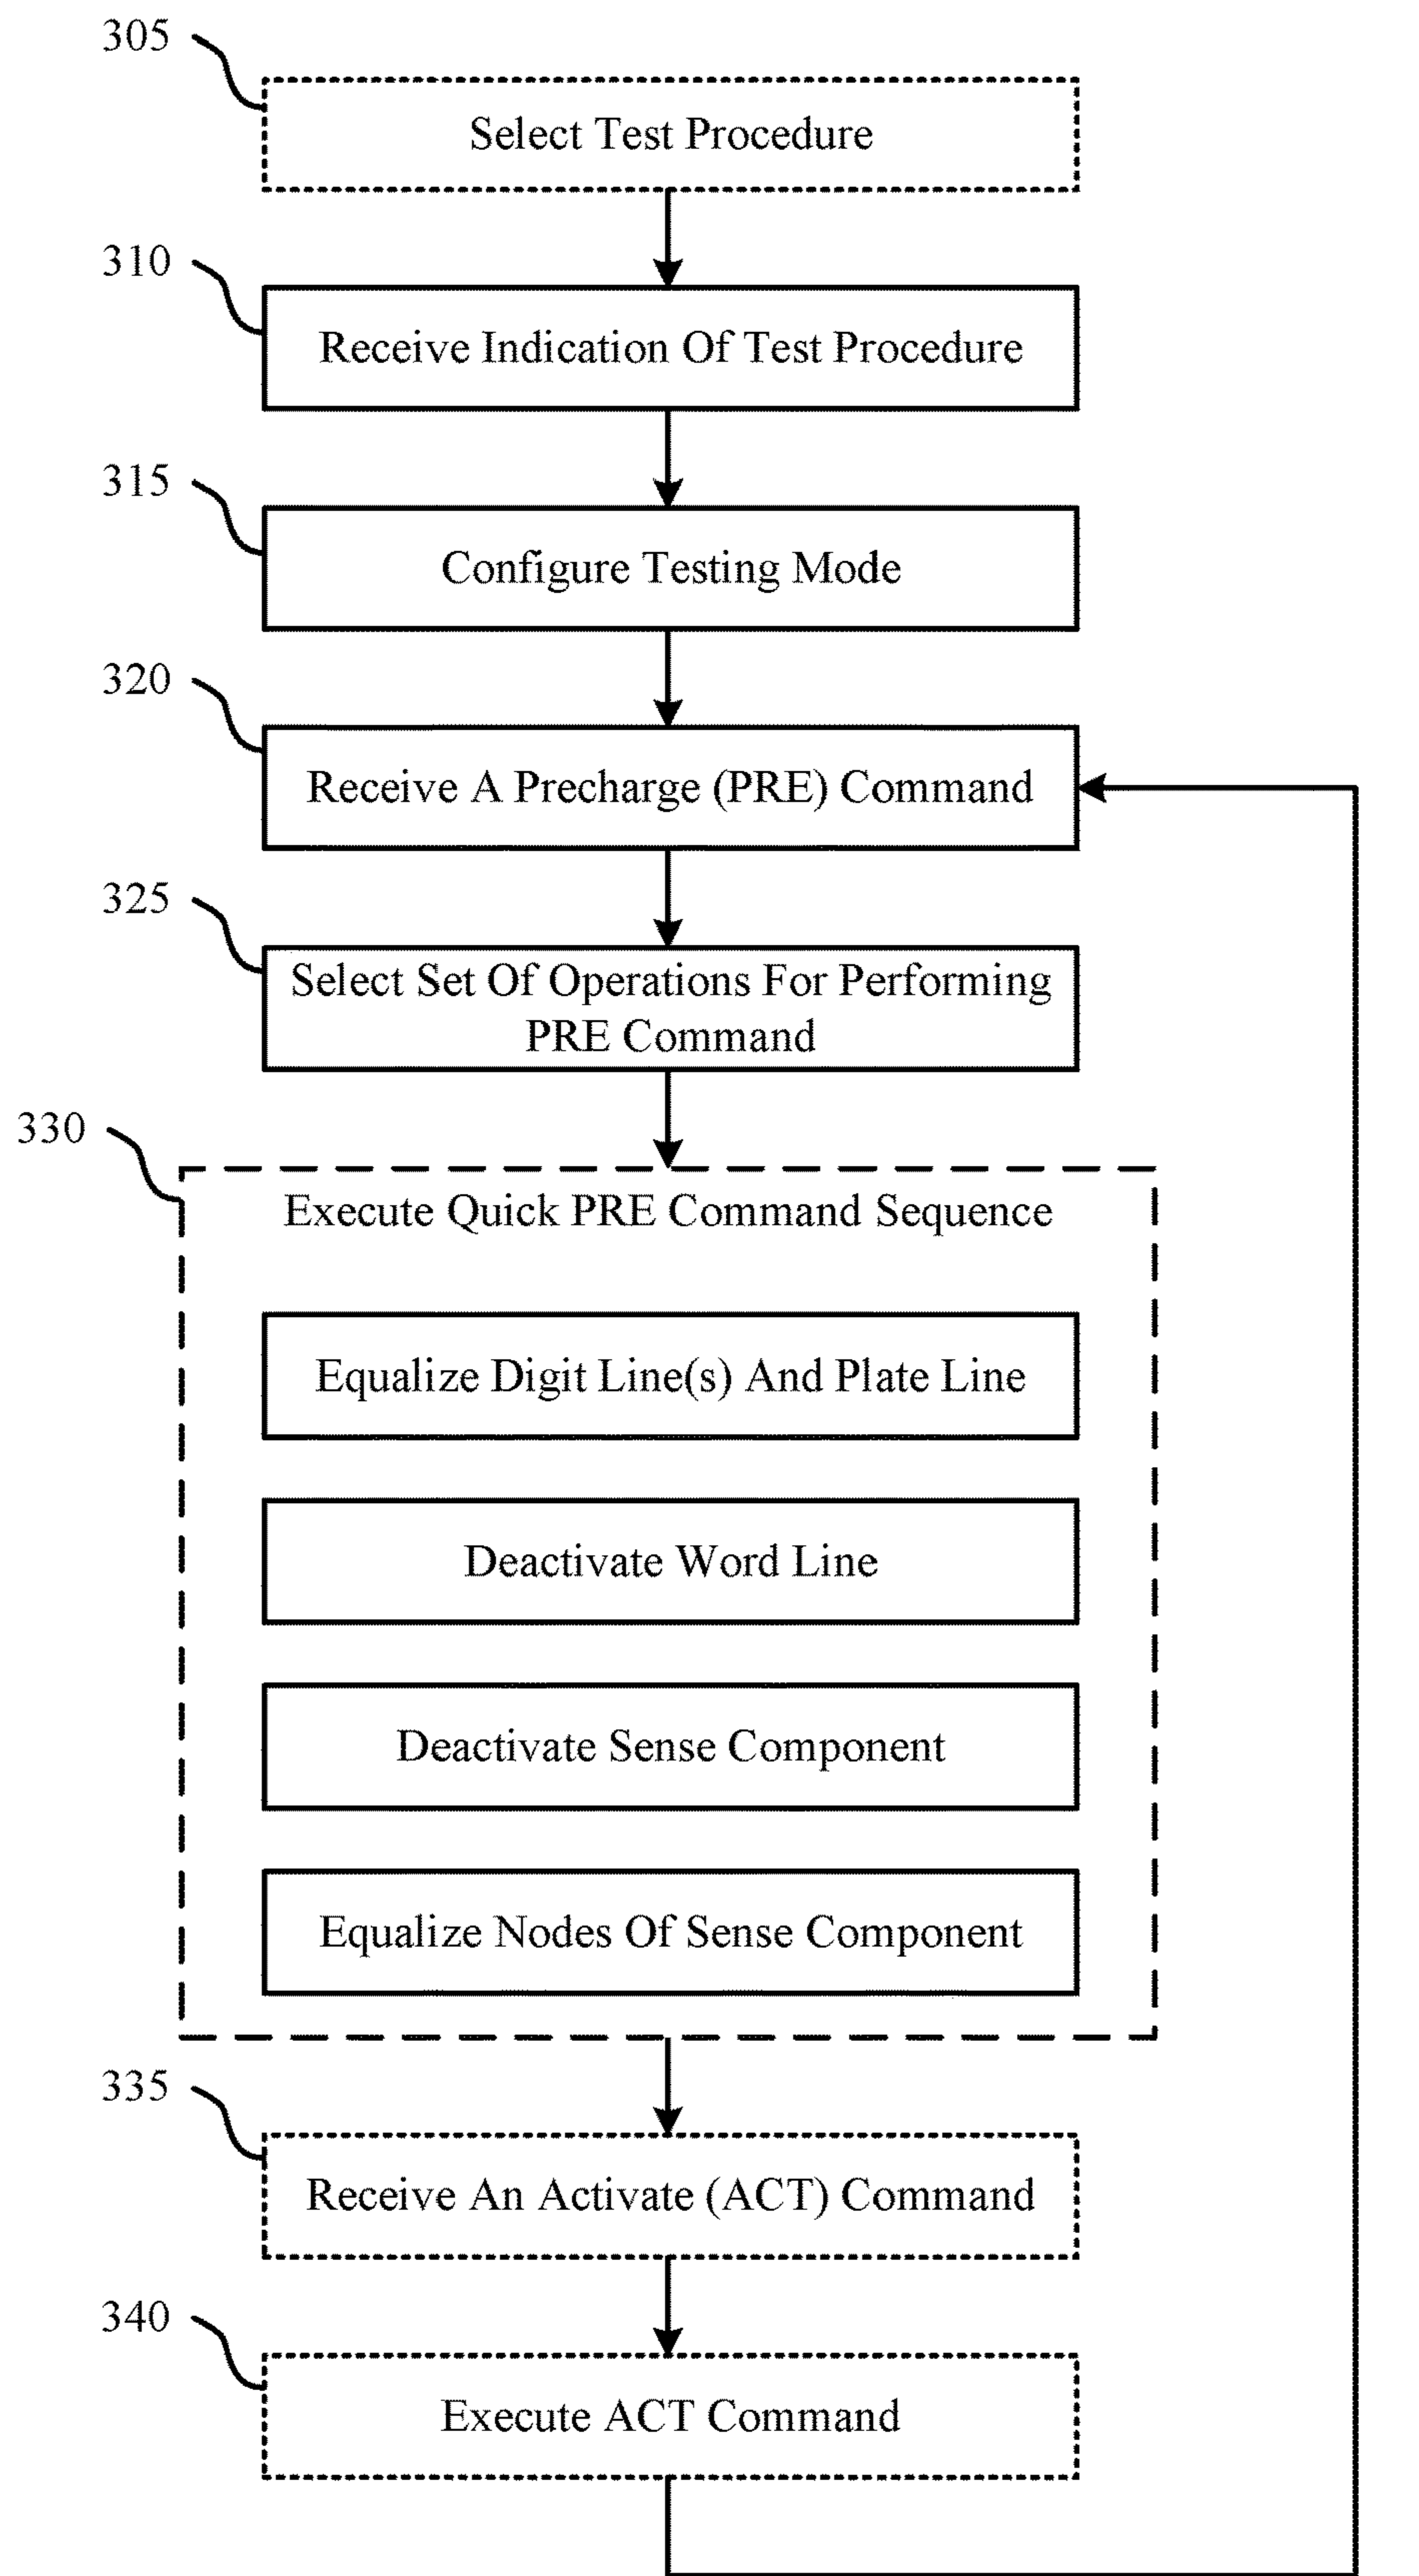 305
Select Test Procedure
310
Receive Indication Of Test Procedure
315
Configure Testing Mode
320
Receive A Precharge (PRE) Command
325
Select Set Of Operations For Performing
PRE Command
330
Execute Quick PRE Command Sequence
Equalize Digit Line(s) And Plate Line
Deactivate Word Line
Deactivate Sense Component
Equalize Nodes Of Sense Component
335
Receive An Activate (ACT) Command
340
Execute ACT Command